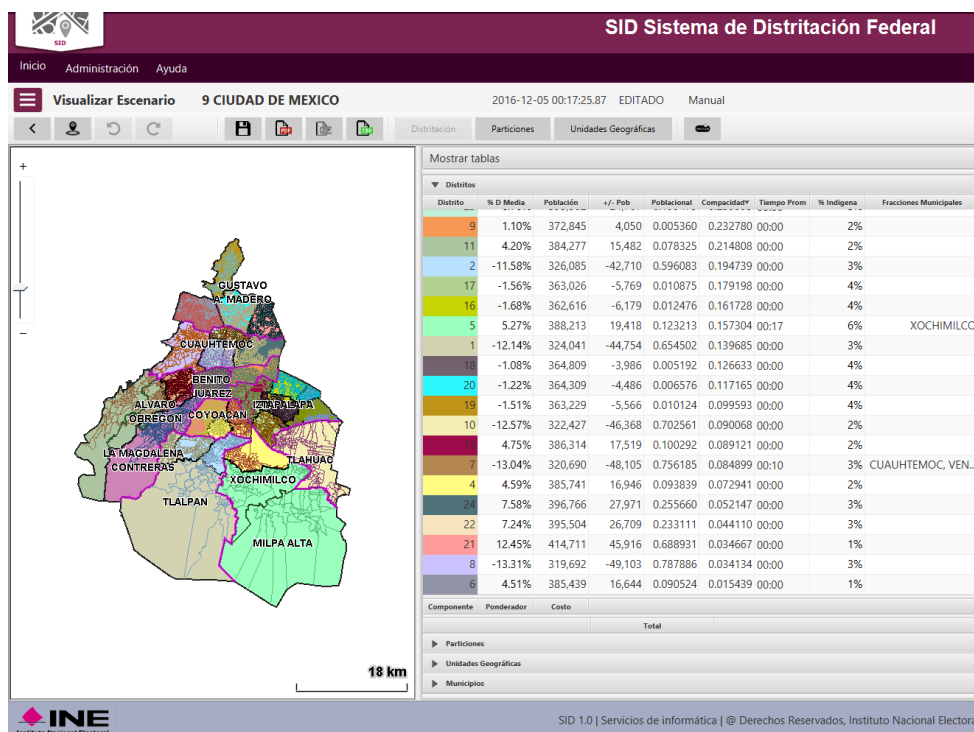 SID
SID Sistema de Distritación Federal
Inicio Administración Ayuda
Visualizar Escenario 9 CIUDAD DE MEXICO 2016-12-05 00:17:25.87 EDITADO Manual
Distritación Particiones Unidades Geográficas
Mostrar tablas
Distritos
Distrito % D Media Población +/- Pob Poblacional Compacidad Tiempo Prom % Indigena Fracciones Municipales
9 1.10% 372,845 4,050 0.005360 0.232780 00:00 2%
11 4.20% 384,277 15,482 0.078325 0.214808 00:00 2%
2 -11.58% 326,085 -42,710 0.596083 0.194739 00:00 3%
17 -1.56% 363,026 -5,769 0.010875 0.179198 00:00 4%
16 -1.68% 362,616 -6,179 0.012476 0.161728 00:00 4%
5 5.27% 388,213 19,418 0.123213 0.157304 00:17 6% XOCHIMILCO
1 -12.14% 324,041 -44,754 0.654502 0.139685 00:00 3%
18 -1.08% 364,809 -3,986 0.005192 0.126633 00:00 4%
20 -1.22% 364,309 -4,486 0.006576 0.117165 00:00 4%
19 -1.51% 363,229 -5,566 0.010124 0.099593 00:00 4%
10 -12.57% 322,427 -46,368 0.702561 0.090068 00:00 2%
4.75% 386,314 17,519 0.100292 0.089121 00:00 2%
7 -13.04% 320,690 -48,105 0.756185 0.084899 00:10 3% CUAUHTEMOC, VEN...
4 4.59% 385,741 16,946 0.093839 0.072941 00:00 2%
24 7.58% 396,766 27,971 0.255660 0.052147 00:00 3%
22 7.24% 395,504 26,709 0.233111 0.044110 00:00 3%
21 12.45% 414,711 45,916 0.688931 0.034667 00:00 1%
8 -13.31% 319,692 -49,103 0.787886 0.034134 00:00 3%
6 4.51% 385,439 16,644 0.090524 0.015439 00:00 1%
Componente Ponderador Costo
Total
Particiones
Unidades Geográficas
Municipios
+
−
GUSTAVO
A. MADERO
CUAUHTEMOC
BENITO
JUAREZ
ALVARO
OBREGON
COYOACAN
IZTAPALAPA
LA MAGDALENA
CONTRERAS
TLAHUAC
XOCHIMILCO
TLALPAN
MILPA ALTA
18 km
INE
Instituto Nacional Electoral
SID 1.0 | Servicios de informática | @ Derechos Reservados, Instituto Nacional Electora